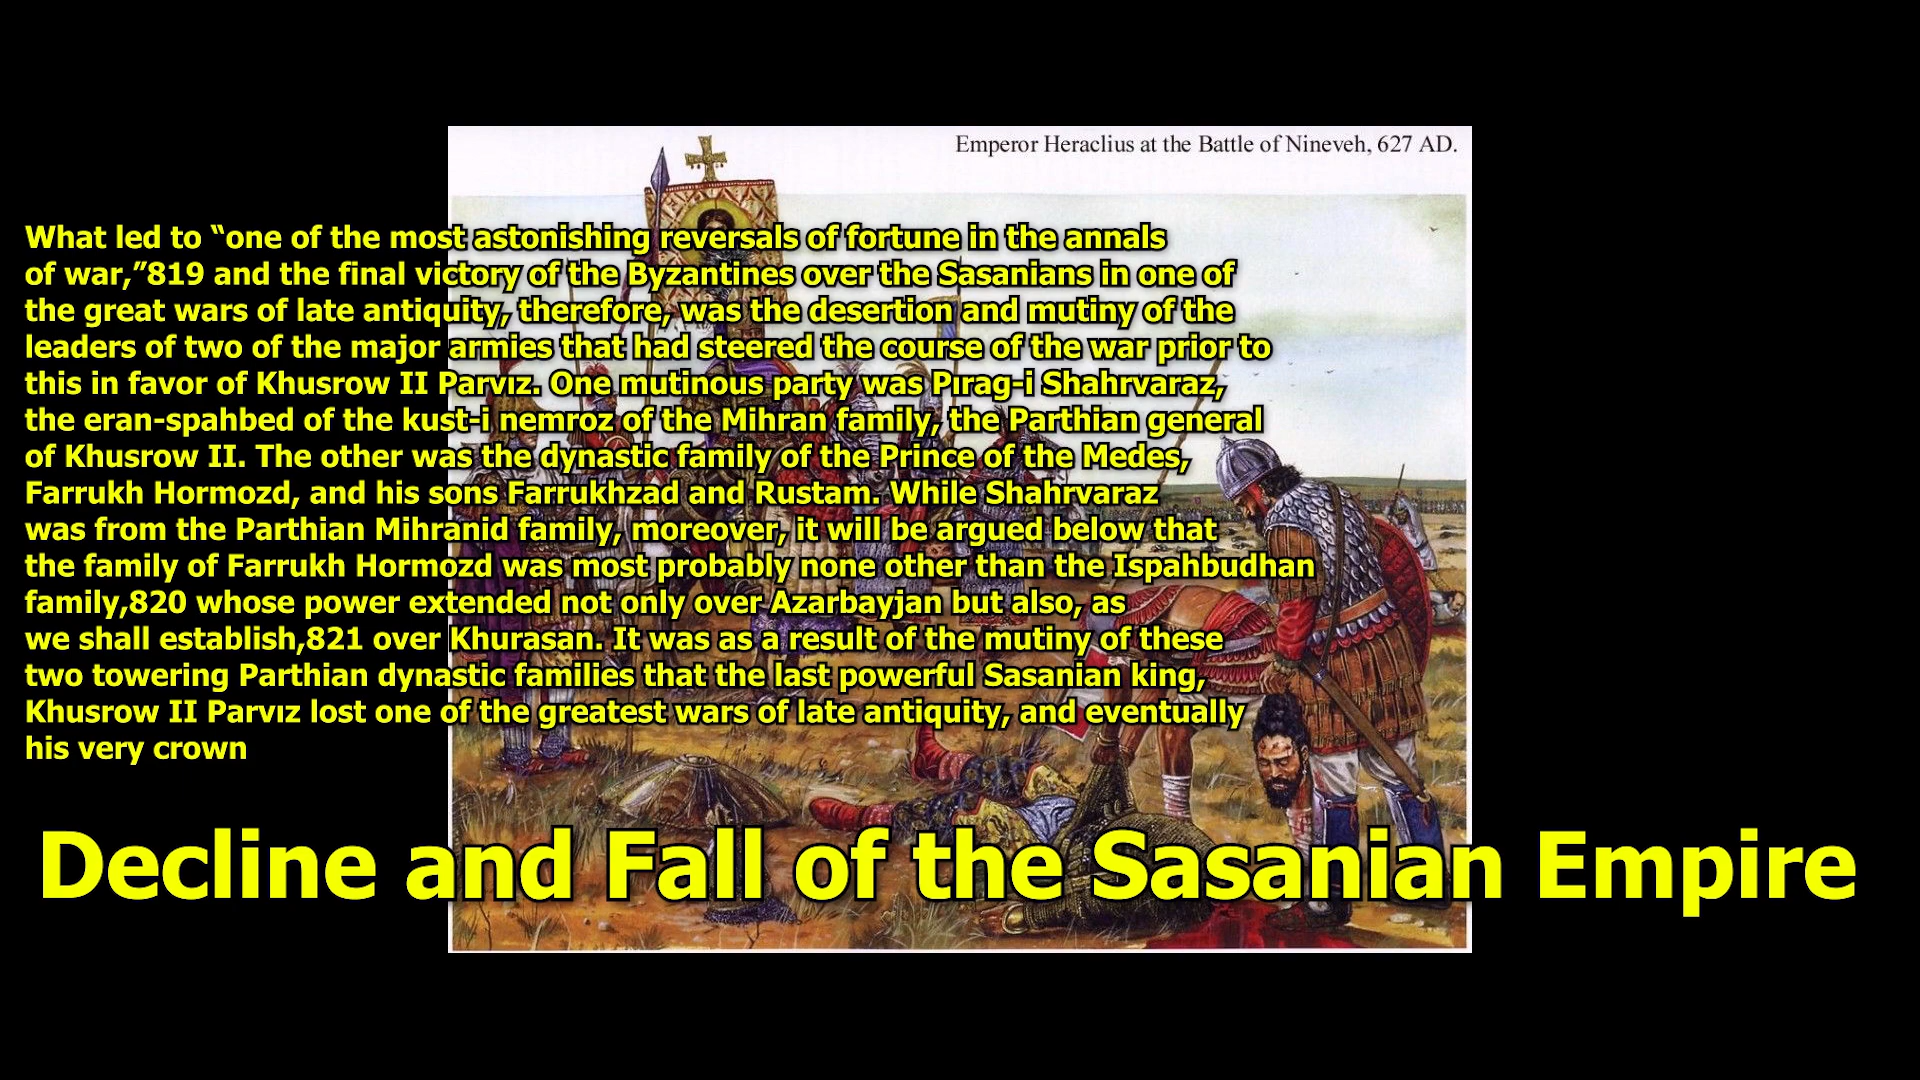 Emperor Heraclius at the Battle of Nineveh, 627 AD.
What led to “one of the most astonishing reversals of fortune in the annals
of war,”819 and the final victory of the Byzantines over the Sasanians in one of
the great wars of late antiquity, therefore, was the desertion and mutiny of the
leaders of two of the major armies that had steered the course of the war prior to
this in favor of Khusrow II Parvız. One mutinous party was Pırag-i Shahrvaraz,
the eran-spahbed of the kust-i nemroz of the Mihran family, the Parthian general
of Khusrow II. The other was the dynastic family of the Prince of the Medes,
Farrukh Hormozd, and his sons Farrukhzad and Rustam. While Shahrvaraz
was from the Parthian Mihranid family, moreover, it will be argued below that
the family of Farrukh Hormozd was most probably none other than the Ispahbudhan
family,820 whose power extended not only over Azarbayjan but also, as
we shall establish,821 over Khurasan. It was as a result of the mutiny of these
two towering Parthian dynastic families that the last powerful Sasanian king,
Khusrow II Parvız lost one of the greatest wars of late antiquity, and eventually
his very crown
Decline and Fall of the Sasanian Empire